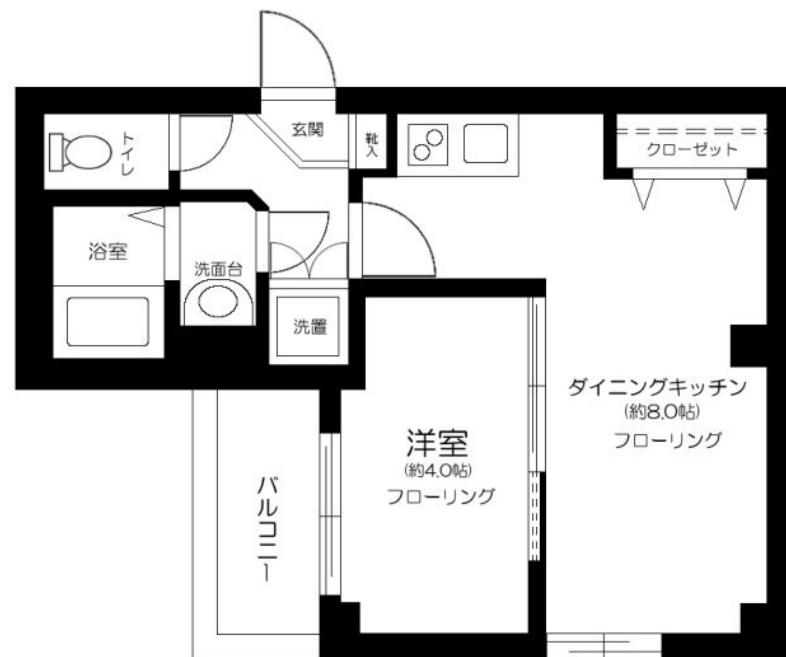 トイレ
玄関
靴入
クローゼット
浴室
洗面台
洗置
ダイニングキッチン
(約8.0帖)
フローリング
洋室
(約4.0帖)
フローリング
バルコニー